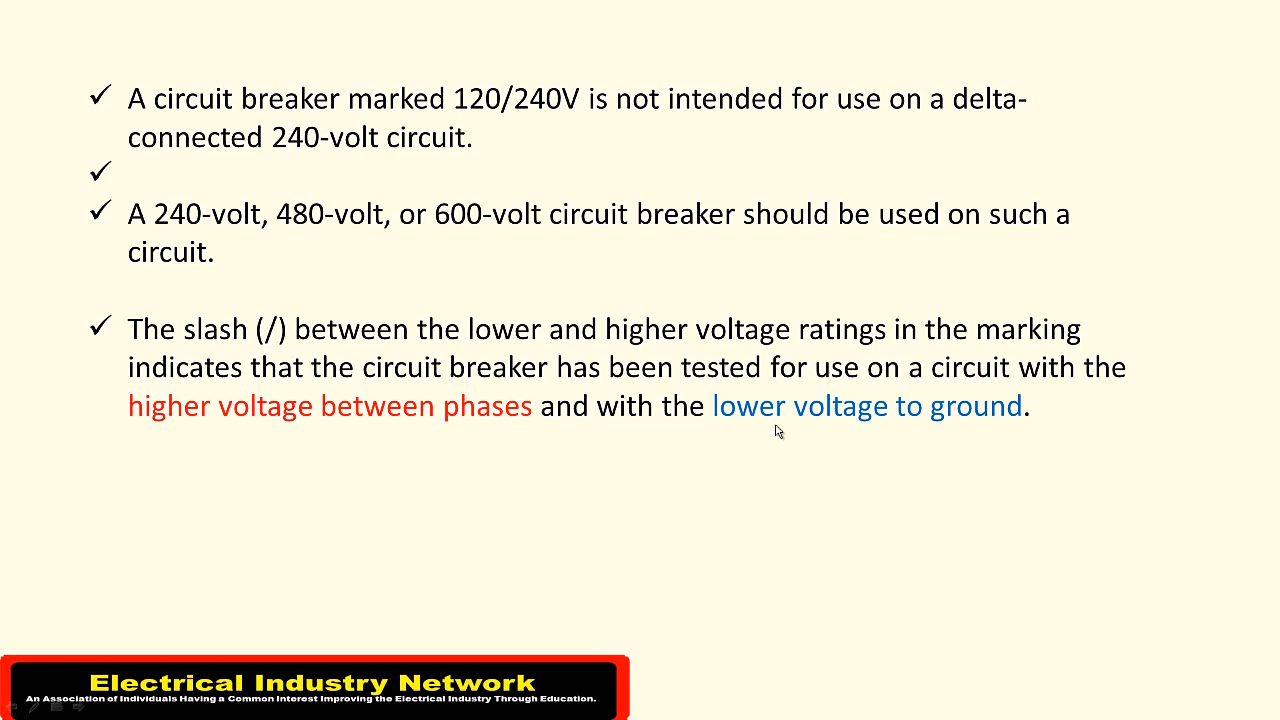 ✓ A circuit breaker marked 120/240V is not intended for use on a delta-
connected 240-volt circuit.
✓
✓ A 240-volt, 480-volt, or 600-volt circuit breaker should be used on such a
circuit.
✓ The slash (/) between the lower and higher voltage ratings in the marking
indicates that the circuit breaker has been tested for use on a circuit with the
higher voltage between phases and with the lower voltage to ground.
Electrical Industry Network
An Association of Individuals Having a Common Interest Improving the Electrical Industry Through Education.